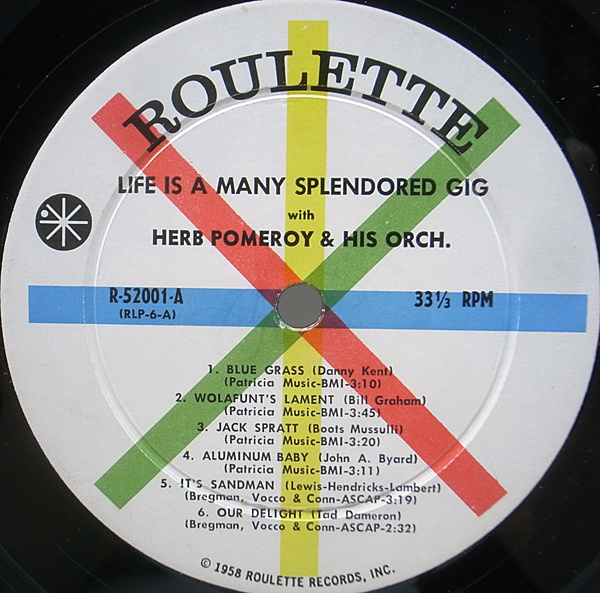 ROULETTE
LIFE IS A MANY SPLENDORED GIG
with
HERB POMEROY & HIS ORCH.
R-52001-A
(RLP-6-A)
33 1/3 RPM
1. BLUE GRASS (Danny Kent)
(Patricia Music-BMI-3:10)
2. WOLAFUNT'S LAMENT (Bill Graham)
(Patricia Music-BMI-3:45)
3. JACK SPRATT (Boots Mussulli)
(Patricia Music-BMI-3:20)
4. ALUMINUM BABY (John A. Byard)
(Patricia Music-BMI-3:11)
5. IT'S SANDMAN (Lewis-Hendricks-Lambert)
(Bregman, Vocco & Conn-ASCAP-3:19)
6. OUR DELIGHT (Tad Dameron)
(Bregman, Vocco & Conn-ASCAP-2:32)
© 1958 ROULETTE RECORDS, INC.